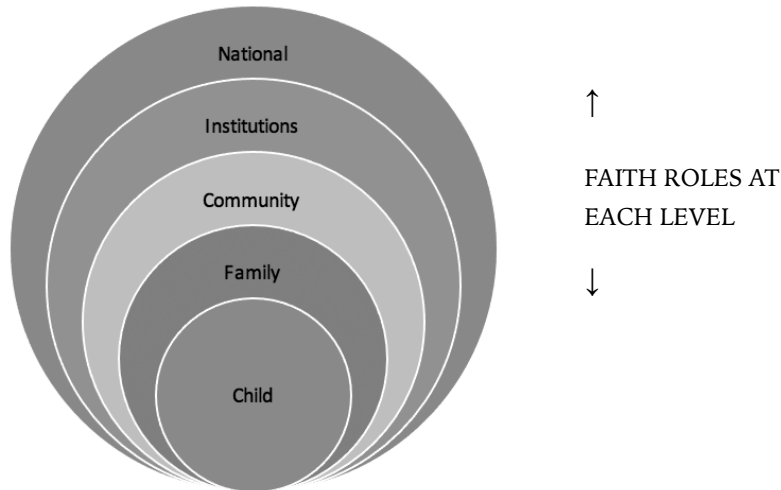 National
Institutions
Community
Family
Child
↑
FAITH ROLES AT
EACH LEVEL
↓